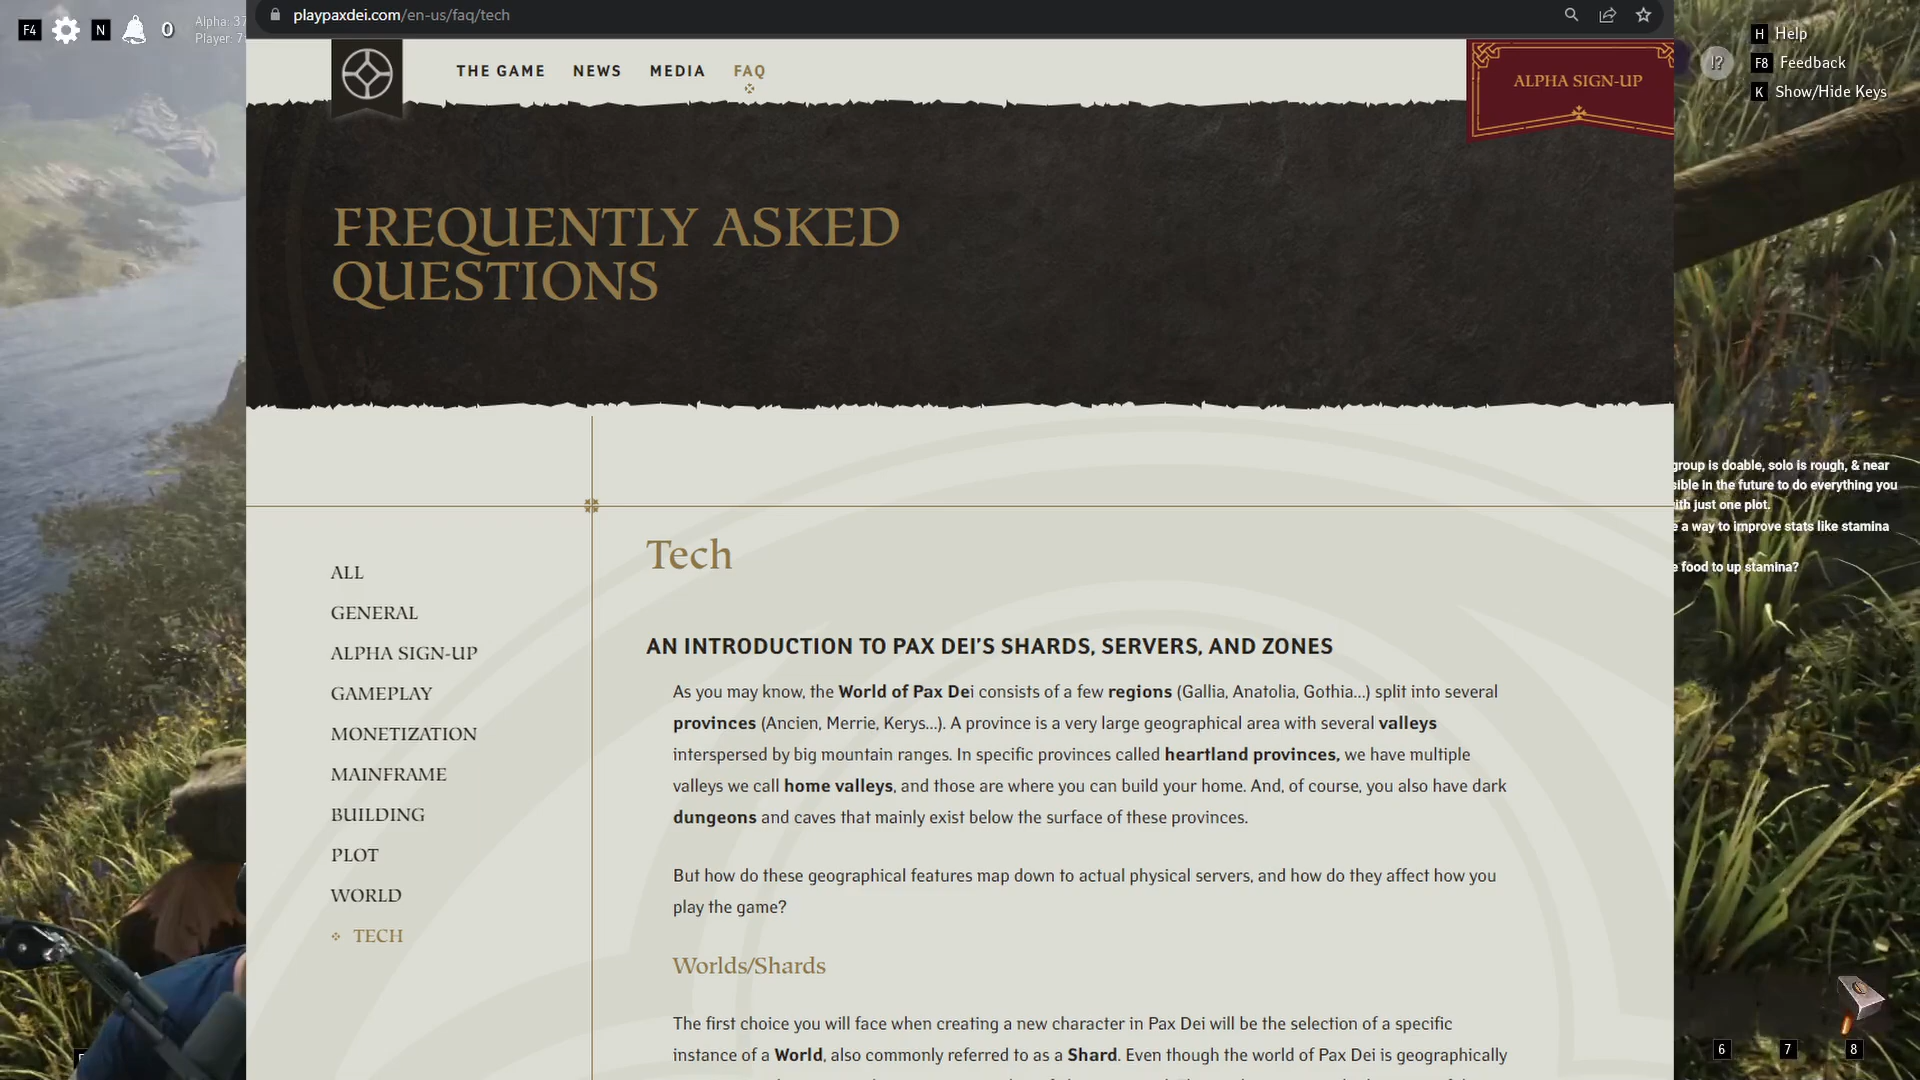 F4
N
0
Alpha: 37
Player: 7
playpaxdei.com/en-us/faq/tech
THE GAME
NEWS
MEDIA
FAQ
ALPHA SIGN-UP
!?
H Help
F8 Feedback
K Show/Hide Keys
FREQUENTLY ASKED
QUESTIONS
group is doable, solo is rough, & near
sible in the future to do everything you
ith just one plot.
e a way to improve stats like stamina
e food to up stamina?
ALL
GENERAL
ALPHA SIGN-UP
GAMEPLAY
MONETIZATION
MAINFRAME
BUILDING
PLOT
WORLD
TECH
Tech
AN INTRODUCTION TO PAX DEI'S SHARDS, SERVERS, AND ZONES
As you may know, the World of Pax Dei consists of a few regions (Gallia, Anatolia, Gothia...) split into several
provinces (Ancien, Merrie, Kerys...). A province is a very large geographical area with several valleys
interspersed by big mountain ranges. In specific provinces called heartland provinces, we have multiple
valleys we call home valleys, and those are where you can build your home. And, of course, you also have dark
dungeons and caves that mainly exist below the surface of these provinces.
But how do these geographical features map down to actual physical servers, and how do they affect how you
play the game?
Worlds/Shards
The first choice you will face when creating a new character in Pax Dei will be the selection of a specific
instance of a World, also commonly referred to as a Shard. Even though the world of Pax Dei is geographically
6
7
8